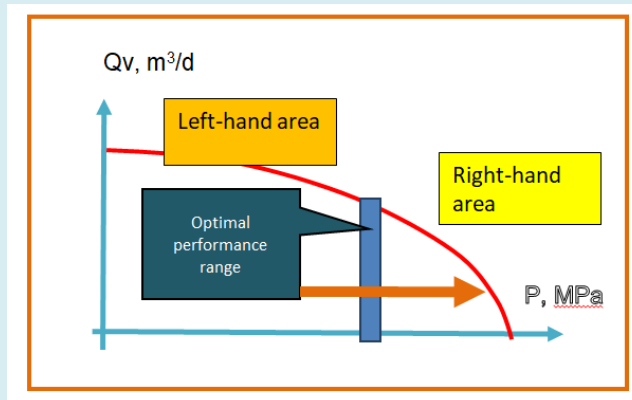 Qv, m³/d
Left-hand area
Right-hand
area
Optimal
performance
range
P, MPa